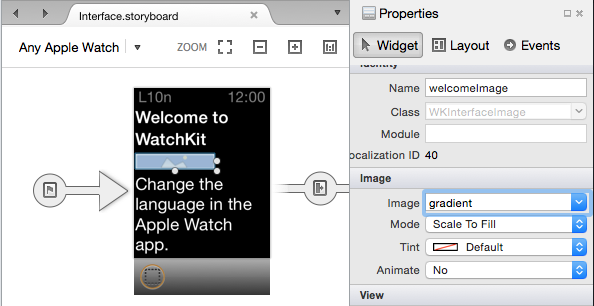 Interface.storyboard
Any Apple Watch
ZOOM
L10n 12:00
Welcome to
WatchKit
Change the
language in the
Apple Watch
app.
Properties
Widget Layout Events
Identity
Name welcomeImage
Class WKInterfaceImage
Module
ocalization ID 40
Image
Image gradient
Mode Scale To Fill
Tint Default
Animate No
View